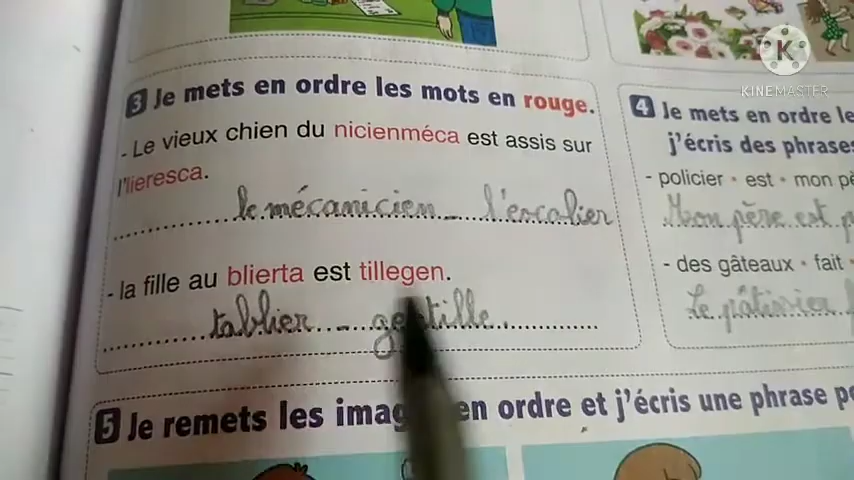 K
KINEMASTER
3 Je mets en ordre les mots en rouge.
- Le vieux chien du nicienméca est assis sur
l'lieresca.
le mécanicien _ l'escalier
- la fille au blierta est tillegen.
tablier _ gentille
4 Je mets en ordre le
j'écris des phrases
- policier • est • mon pè
Mon père est p
- des gâteaux • fait
Le pâtissier
5 Je remets les images en ordre et j'écris une phrase p